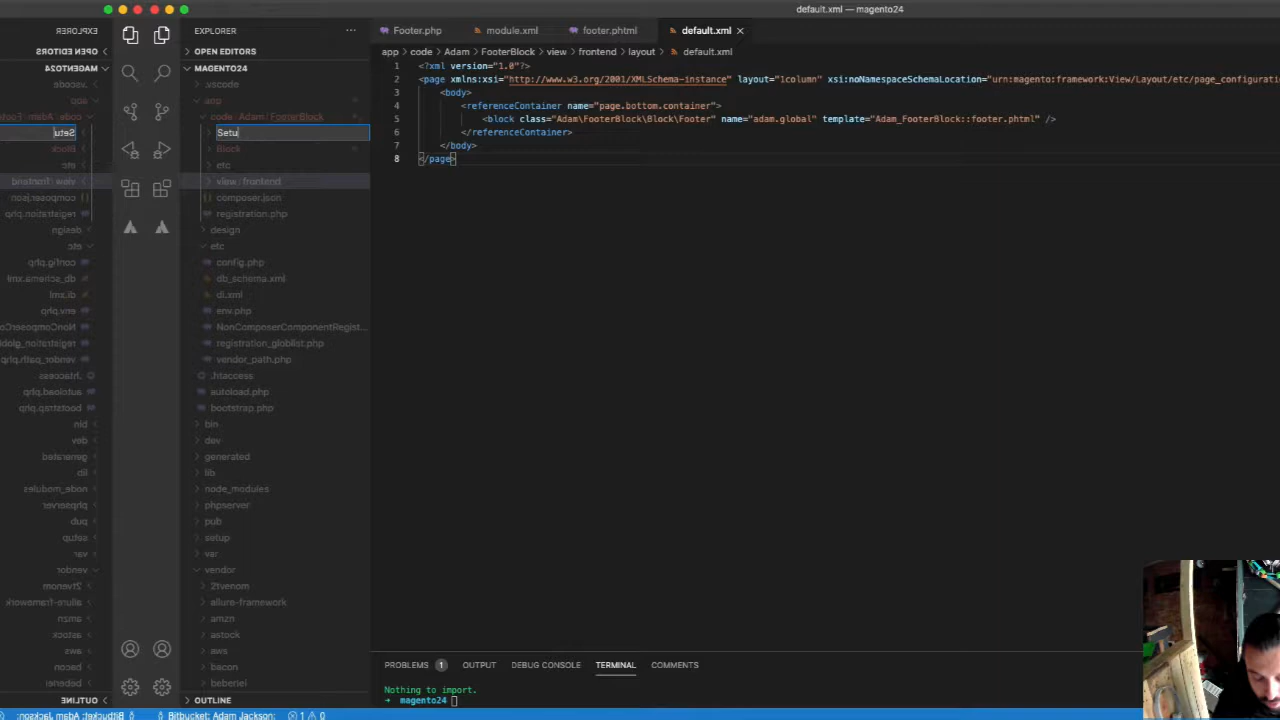 default.xml — magento24
EXPLORER
OPEN EDITORS
MAGENTO24
.vscode
app
code / Adam / FooterBlock
Setu
Block
etc
view / frontend
composer.json
registration.php
design
etc
config.php
db_schema.xml
di.xml
env.php
NonComposerComponentRegist...
registration_globlist.php
vendor_path.php
.htaccess
autoload.php
bootstrap.php
bin
dev
generated
lib
node_modules
phpserver
pub
setup
var
vendor
2tvenom
allure-framework
amzn
astock
aws
bacon
beberlei
OUTLINE
Footer.php module.xml footer.phtml default.xml ×
app > code > Adam > FooterBlock > view > frontend > layout > default.xml
1 <?xml version="1.0"?>
2 <page xmlns:xsi="http://www.w3.org/2001/XMLSchema-instance" layout="1column" xsi:noNamespaceSchemaLocation="urn:magento:framework:View/Layout/etc/page_configuratio
3 <body>
4 <referenceContainer name="page.bottom.container">
5 <block class="Adam\FooterBlock\Block\Footer" name="adam.global" template="Adam_FooterBlock::footer.phtml" />
6 </referenceContainer>
7 </body>
8 </page>
PROBLEMS 1 OUTPUT DEBUG CONSOLE TERMINAL COMMENTS
Nothing to import.
➜ magento24
Bitbucket: Adam Jackson: 1 0